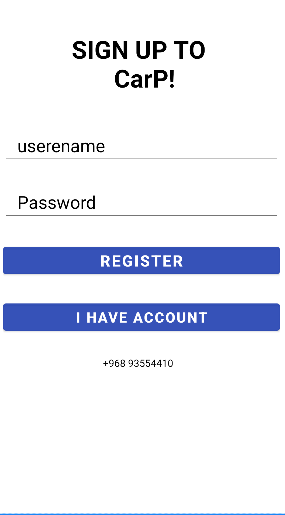 SIGN UP TO
CarP!
userename
Password
REGISTER
I HAVE ACCOUNT
+968 93554410